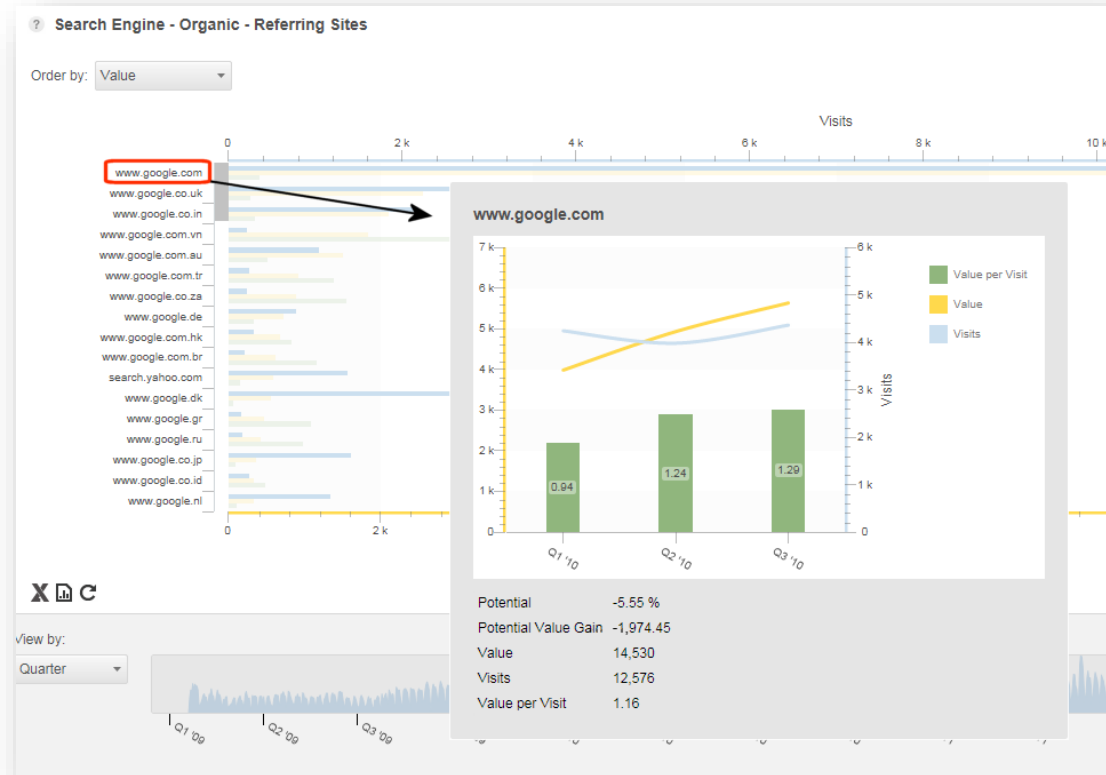 ? Search Engine - Organic - Referring Sites
Order by: Value
Visits
0 2 k 4 k 6 k 8 k 10 k
www.google.com
www.google.co.uk
www.google.co.in
www.google.com.vn
www.google.com.au
www.google.com.tr
www.google.co.za
www.google.de
www.google.com.hk
www.google.com.br
search.yahoo.com
www.google.dk
www.google.gr
www.google.ru
www.google.co.jp
www.google.co.id
www.google.nl
0 2 k
www.google.com
7 k 6 k
6 k 5 k
5 k 4 k
4 k 3 k
3 k 2 k
2 k 1 k
1 k 0
0
Visits
Value per Visit
Value
Visits
0.94 1.24 1.29
Q1 '10 Q2 '10 Q3 '10
Potential -5.55 %
Potential Value Gain -1,974.45
Value 14,530
Visits 12,576
Value per Visit 1.16
View by:
Quarter
Q1 '09 Q2 '09 Q3 '09